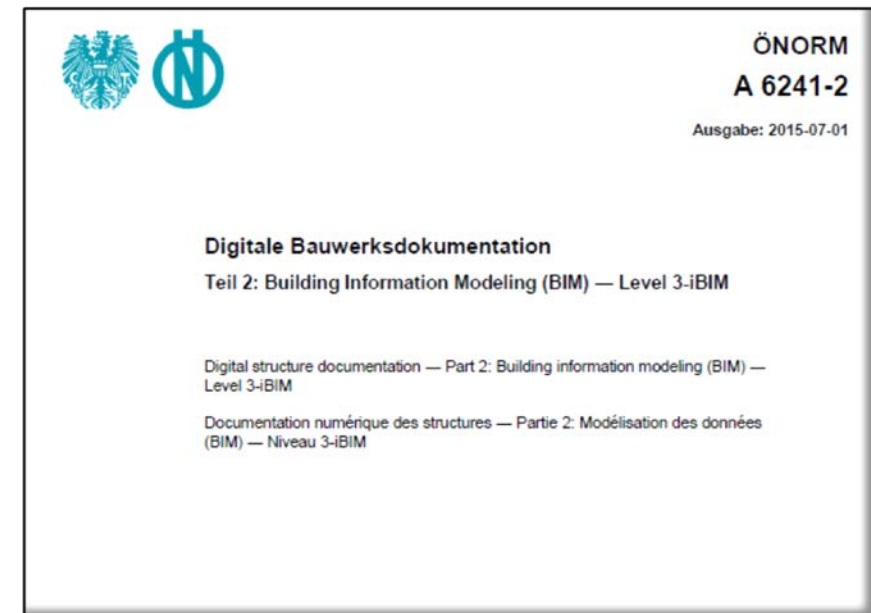 ÖNORM
A 6241-2
Ausgabe: 2015-07-01
Digitale Bauwerksdokumentation
Teil 2: Building Information Modeling (BIM) — Level 3-iBIM
Digital structure documentation — Part 2: Building information modeling (BIM) —
Level 3-iBIM
Documentation numérique des structures — Partie 2: Modélisation des données
(BIM) — Niveau 3-iBIM